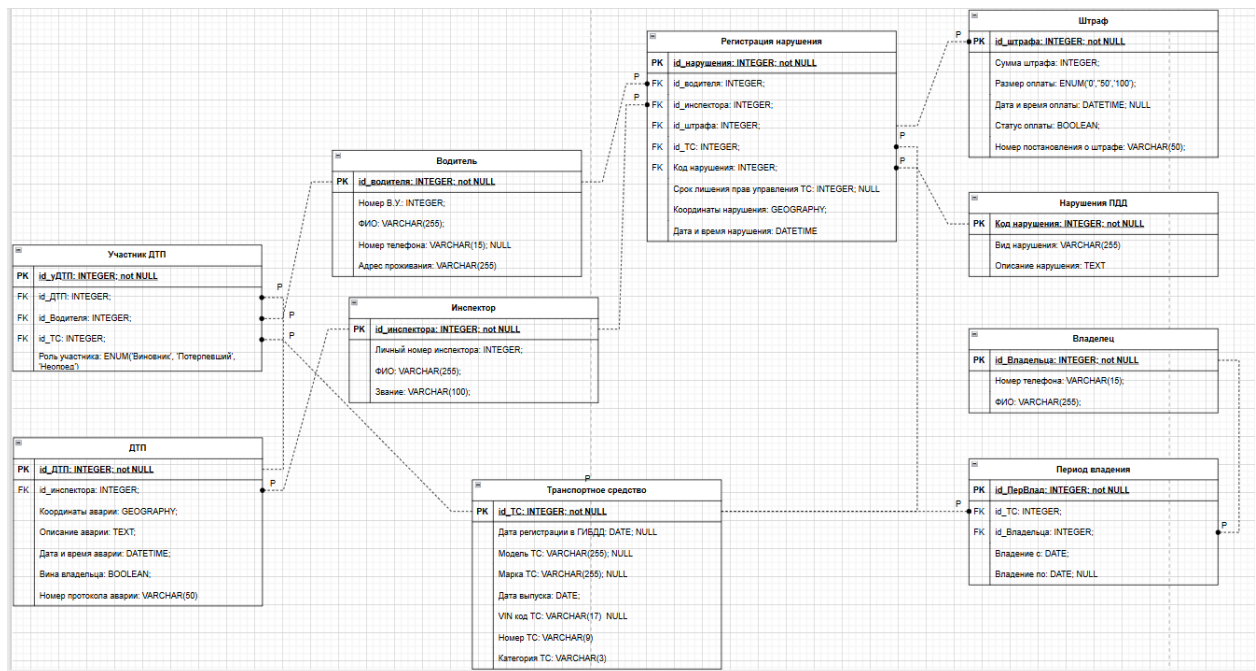 Штраф
PK id_штрафа: INTEGER; not NULL
Сумма штрафа: INTEGER;
Размер оплаты: ENUM('0',"50",'100');
Дата и время оплаты: DATETIME; NULL
Статус оплаты: BOOLEAN;
Номер постановления о штрафе: VARCHAR(50);
P
Регистрация нарушения
PK id_нарушения: INTEGER; not NULL
FK id_водителя: INTEGER;
FK id_инспектора: INTEGER;
FK id_штрафа: INTEGER;
FK id_ТС: INTEGER;
FK Код нарушения: INTEGER;
Срок лишения прав управления ТС: INTEGER; NULL
Координаты нарушения: GEOGRAPHY;
Дата и время нарушения: DATETIME
P
P
P
P
Водитель
PK id_водителя: INTEGER; not NULL
Номер В.У.: INTEGER;
ФИО: VARCHAR(255);
Номер телефона: VARCHAR(15); NULL
Адрес проживания: VARCHAR(255)
Нарушения ПДД
PK Код нарушения: INTEGER; not NULL
Вид нарушения: VARCHAR(255)
Описание нарушения: TEXT
Участник ДТП
PK id_уДТП: INTEGER; not NULL
FK id_ДТП: INTEGER;
FK id_Водителя: INTEGER;
FK id_ТС: INTEGER;
Роль участника: ENUM('Виновник', 'Потерпевший',
'Неопред')
P
P
P
Инспектор
PK id_инспектора: INTEGER; not NULL
Личный номер инспектора: INTEGER;
ФИО: VARCHAR(255);
Звание: VARCHAR(100);
Владелец
PK id_Владельца: INTEGER; not NULL
Номер телефона: VARCHAR(15);
ФИО: VARCHAR(255);
ДТП
PK id_ДТП: INTEGER; not NULL
FK id_инспектора: INTEGER;
Координаты аварии: GEOGRAPHY;
Описание аварии: TEXT;
Дата и время аварии: DATETIME;
Вина владельца: BOOLEAN;
Номер протокола аварии: VARCHAR(50)
P
P
Транспортное средство
PK id_ТС: INTEGER; not NULL
Дата регистрации в ГИБДД: DATE; NULL
Модель ТС: VARCHAR(255); NULL
Марка ТС: VARCHAR(255); NULL
Дата выпуска: DATE;
VIN код ТС: VARCHAR(17) NULL
Номер ТС: VARCHAR(9)
Категория ТС: VARCHAR(3)
Период владения
PK id_ПерВлад: INTEGER; not NULL
FK id_ТС: INTEGER;
FK id_Владельца: INTEGER;
Владение с: DATE;
Владение по: DATE; NULL
P
P